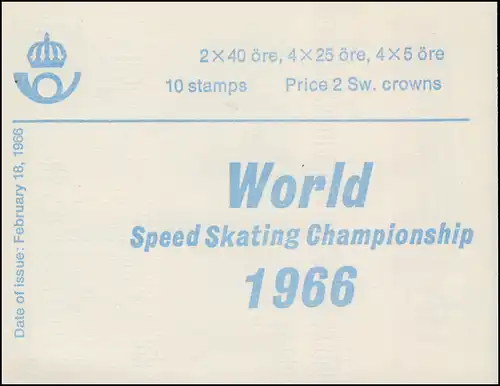 2×40 öre, 4×25 öre, 4×5 öre
10 stamps Price 2 Sw. crowns
Date of issue: February 18, 1966
World
Speed Skating Championship
1966